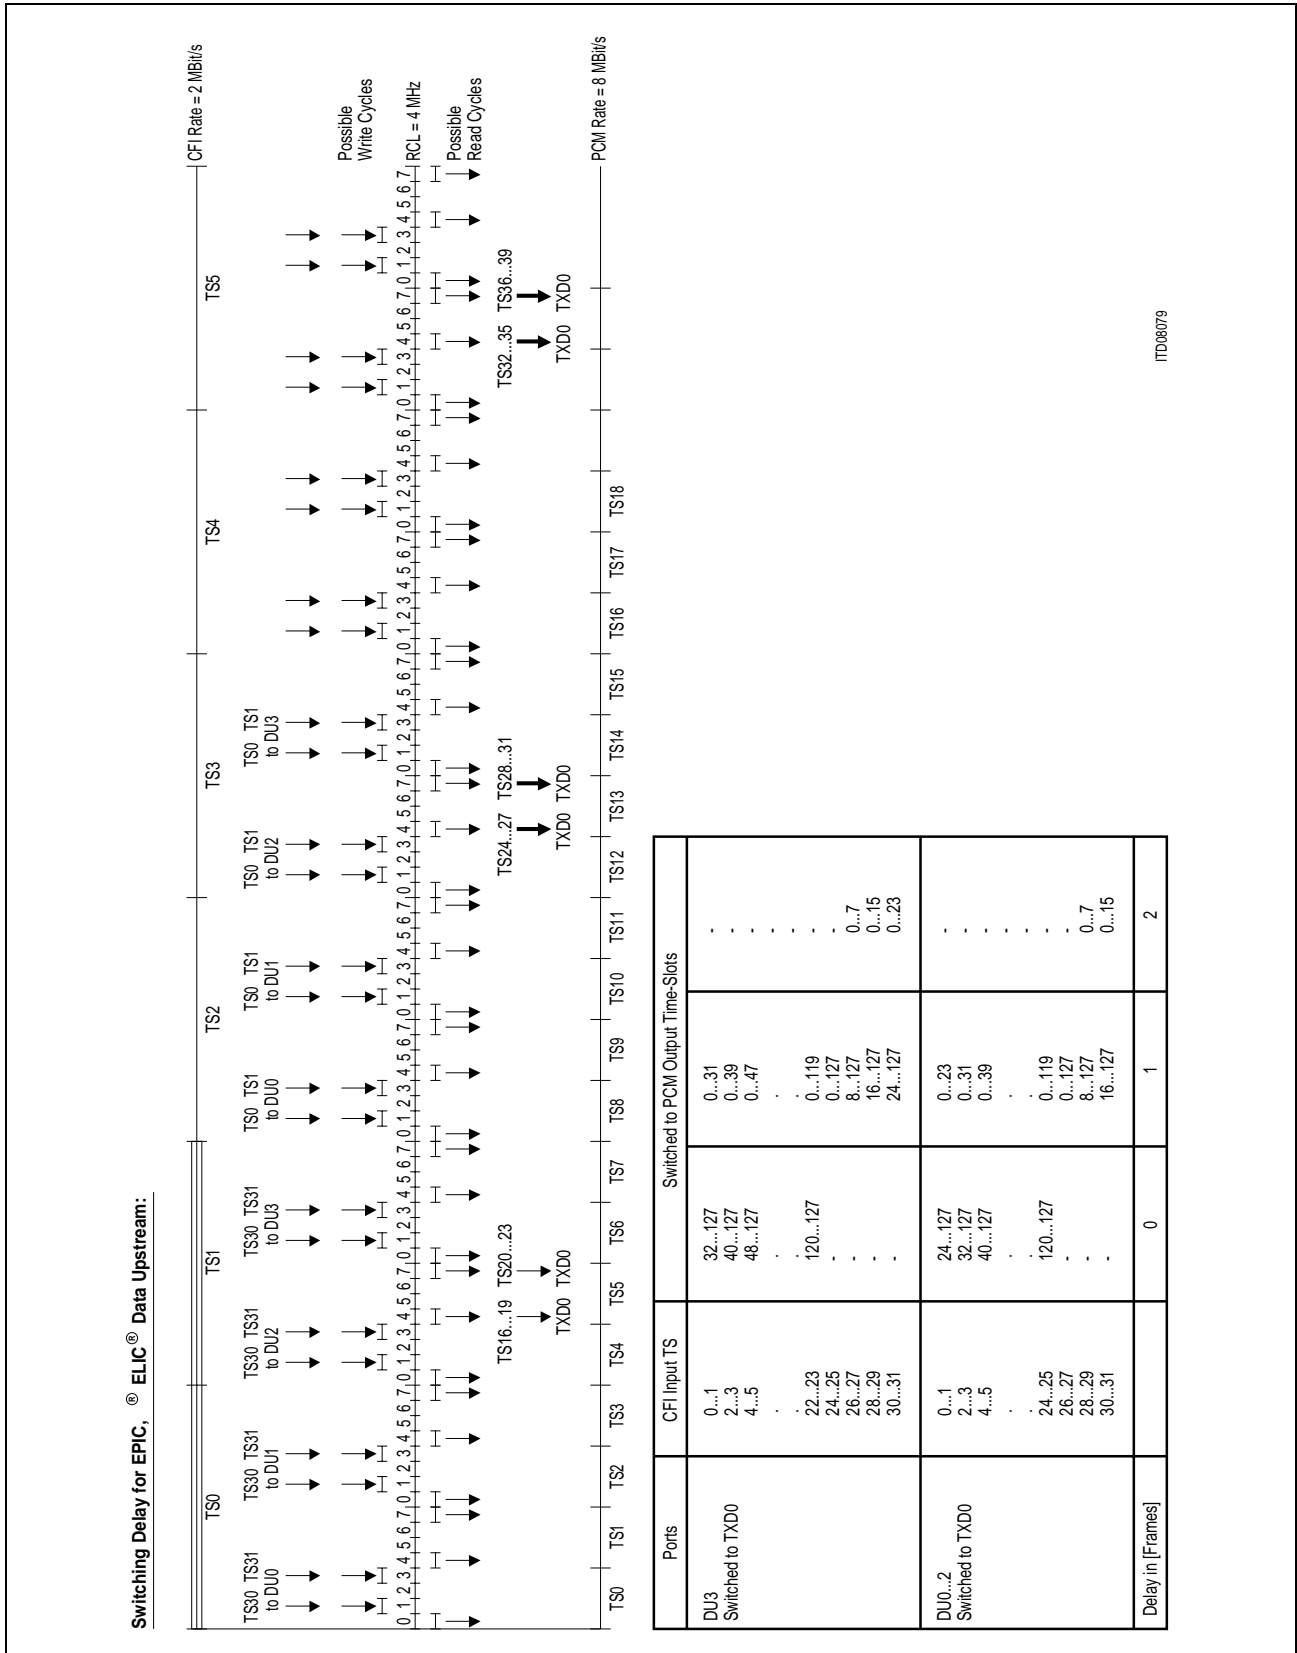 Switching Delay for EPIC, ® ELIC® Data Upstream:
TS0 TS1 TS2 TS3 TS4 TS5 CFI Rate = 2 MBit/s
TS30 TS31 TS30 TS31 TS30 TS31 TS30 TS31 TS0 TS1 TS0 TS1 TS0 TS1 TS0 TS1
to DU0 to DU1 to DU2 to DU3 to DU0 to DU1 to DU2 to DU3
Possible
Write Cycles
0 1 2 3 4 5 6 7 0 1 2 3 4 5 6 7 0 1 2 3 4 5 6 7 0 1 2 3 4 5 6 7 0 1 2 3 4 5 6 7 0 1 2 3 4 5 6 7 0 1 2 3 4 5 6 7 0 1 2 3 4 5 6 7 0 1 2 3 4 5 6 7 0 1 2 3 4 5 6 7 0 1 2 3 4 5 6 7 0 1 2 3 4 5 6 7 RCL = 4 MHz
Possible
Read Cycles
TS16...19 TS20...23 TS24...27 TS28...31 TS32...35 TS36...39
TXD0 TXD0 TXD0 TXD0 TXD0 TXD0
PCM Rate = 8 MBit/s
TS0 TS1 TS2 TS3 TS4 TS5 TS6 TS7 TS8 TS9 TS10 TS11 TS12 TS13 TS14 TS15 TS16 TS17 TS18
Ports CFI Input TS Switched to PCM Output Time-Slots
DU3 0...1 32...127 0...31 -
Switched to TXD0 2...3 40...127 0...39 -
4...5 48...127 0...47 -
. . . -
. . . -
22...23 120...127 0...119 -
24...25 - 0...127 -
26...27 - 8...127 0...7
28...29 - 16...127 0...15
30...31 - 24...127 0...23
DU0...2 0...1 24...127 0...23 -
Switched to TXD0 2...3 32...127 0...31 -
4...5 40...127 0...39 -
. . . -
. . . -
24...25 120...127 0...119 -
26...27 - 0...127 -
28...29 - 8...127 0...7
30...31 - 16...127 0...15
Delay in [Frames] 0 1 2
ITD08079